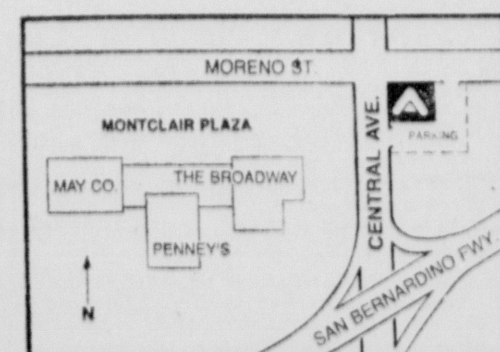 MORENO ST.
MONTCLAIR PLAZA
CENTRAL AVE.
PARKING
MAY CO.
THE BROADWAY
PENNEY'S
N
SAN BERNARDINO FWY.